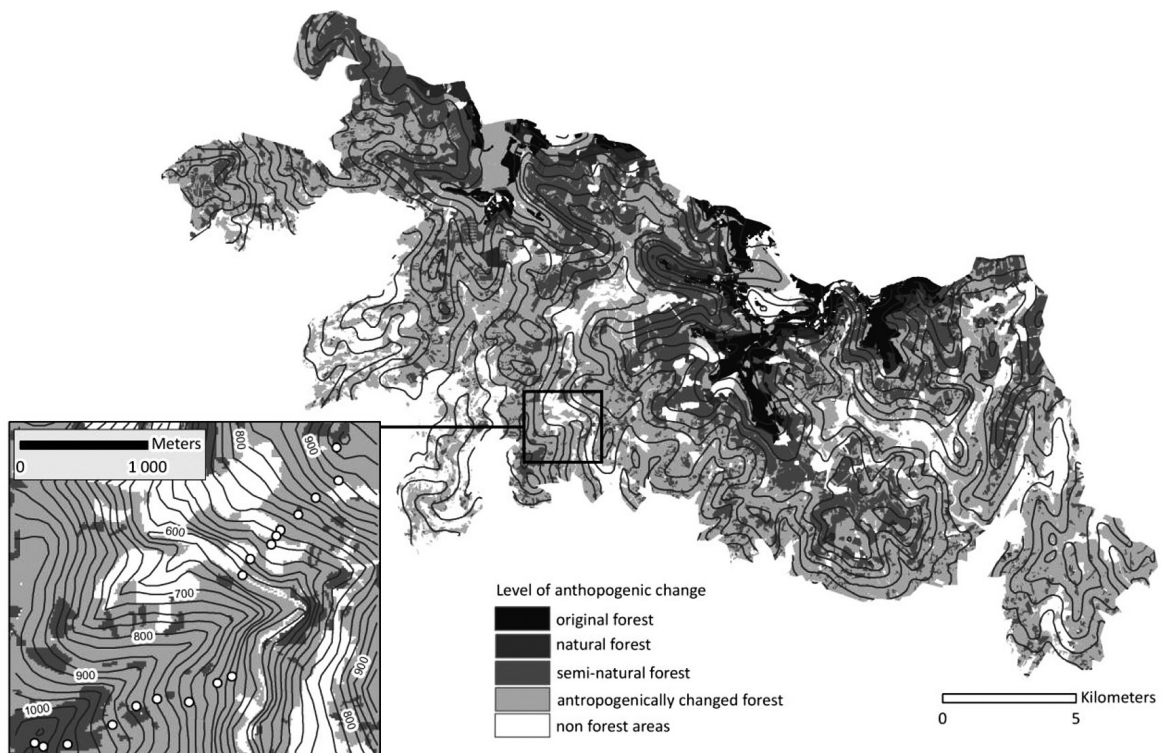 Meters
0 1 000
800
900
600
700
800
900
1000
900
800
Level of anthopogenic change
original forest
natural forest
semi-natural forest
antropogenically changed forest
non forest areas
Kilometers
0 5